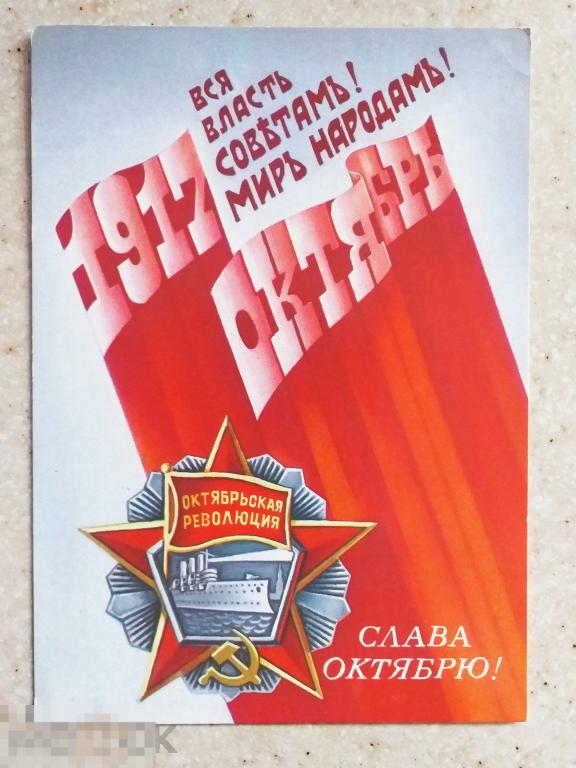 ВСЯ
ВЛАСТЬ
СОВѢТАМЪ!
МИРЪ НАРОДАМЪ!
1917
ОКТЯБРЬ
ОКТЯБРЬСКАЯ
РЕВОЛЮЦИЯ
СЛАВА
ОКТЯБРЮ!